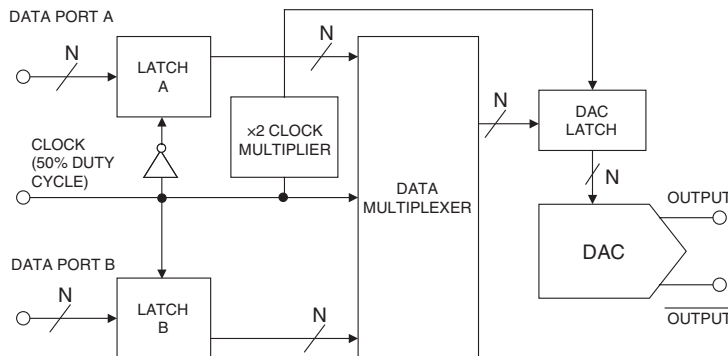 DATA PORT A
N
LATCH
A
N
×2 CLOCK
MULTIPLIER
CLOCK
(50% DUTY
CYCLE)
DATA
MULTIPLEXER
N
DAC
LATCH
N
DAC
OUTPUT
OUTPUT
DATA PORT B
N
LATCH
B
N